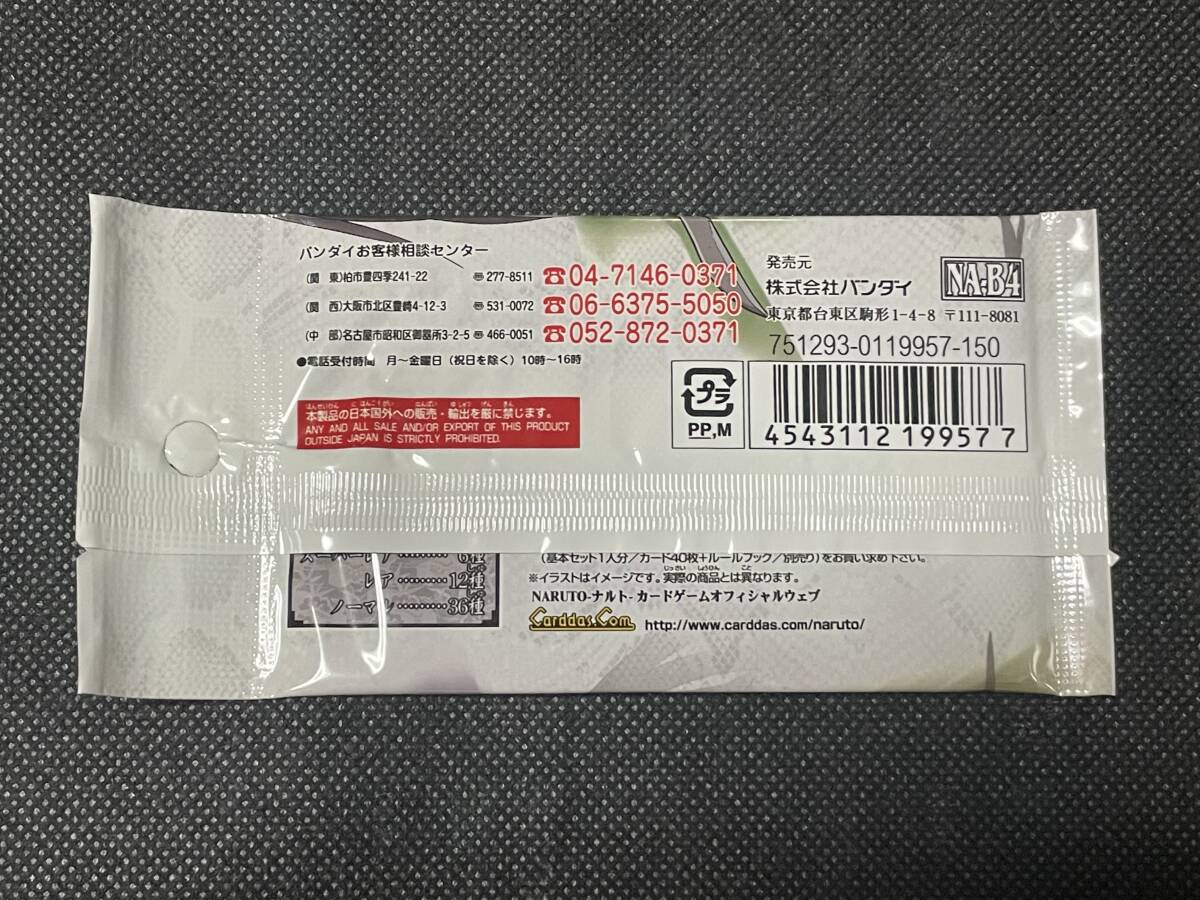 バンダイお客様相談センター
(関 東)柏市豊四季241-22 〠277-8511 ☎04-7146-0371
(関 西)大阪市北区豊崎4-12-3 〠531-0072 ☎06-6375-5050
(中 部)名古屋市昭和区御器所3-2-5 〠466-0051 ☎052-872-0371
●電話受付時間 月〜金曜日(祝日を除く)10時〜16時
本製品の日本国外への販売・輸出を厳に禁じます。
ANY AND ALL SALE AND/OR EXPORT OF THIS PRODUCT
OUTSIDE JAPAN IS STRICTLY PROHIBITED.
発売元
株式会社バンダイ
NA-B4
東京都台東区駒形1-4-8 〒111-8081
751293-0119957-150
プラ
PP,M
4543112199577
スーパーレア………6種
レア………12種
ノーマル………36種
(基本セット1人分/カード40枚+ルールブック/別売り)をお買い求め下さい。
※イラストはイメージです。実際の商品とは異なります。
NARUTO-ナルト- カードゲームオフィシャルウェブ
Carddas.Com http://www.carddas.com/naruto/